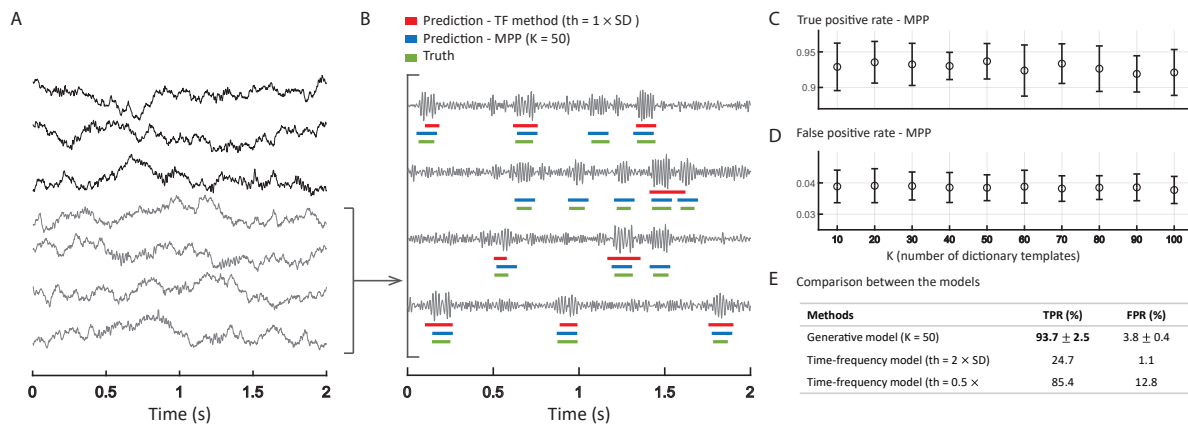 A
0
0.5
1
1.5
2
Time (s)
B
Prediction - TF method (th = 1 × SD )
Prediction - MPP (K = 50)
Truth
0
0.5
1
1.5
2
Time (s)
C True positive rate - MPP
0.95
0.9
D False positive rate - MPP
0.04
0.03
10 20 30 40 50 60 70 80 90 100
K (number of dictionary templates)
E Comparison between the models
Methods TPR (%) FPR (%)
Generative model (K = 50) 93.7 ± 2.5 3.8 ± 0.4
Time-frequency model (th = 2 × SD) 24.7 1.1
Time-frequency model (th = 0.5 × 85.4 12.8